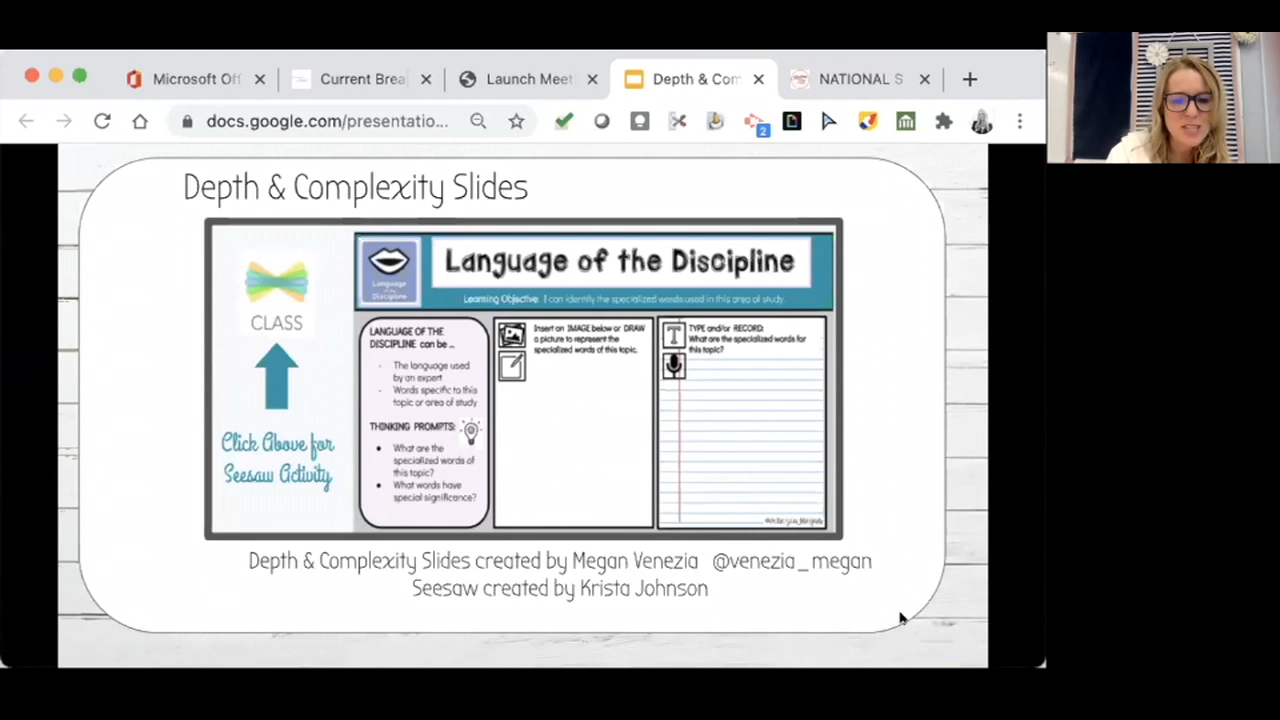 Microsoft Off
Current Brea
Launch Meet
Depth & Com
NATIONAL S
docs.google.com/presentatio...
2
Depth & Complexity Slides
Language of the Discipline
Language
Discipline
Learning Objective: I can identify the specialized words used in this area of study.
CLASS
Click Above for
Seesaw Activity
LANGUAGE OF THE
DISCIPLINE can be ...
- The language used
by an expert
- Words specific to this
topic or area of study
THINKING PROMPTS:
• What are the
specialized words of
this topic?
• What words have
special significance?
Insert an IMAGE below or DRAW
a picture to represent the
specialized words of this topic.
T
TYPE and/or RECORD:
What are the specialized words for
this topic?
Depth & Complexity Slides created by Megan Venezia @venezia_megan
Seesaw created by Krista Johnson